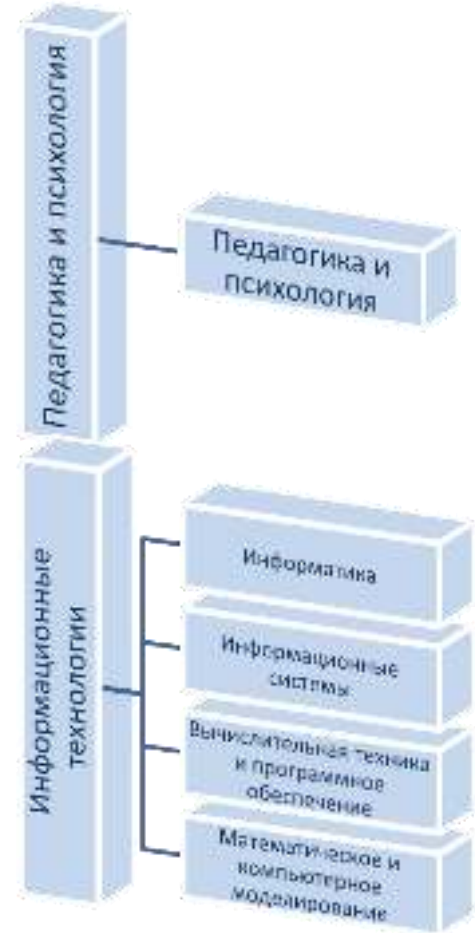 Педагогика и психология
Педагогика и
психология
Информационные
технологии
Информатика
Информационные
системы
Вычислительная техника
и программное
обеспечение
Математическое и
компьютерное
моделирование